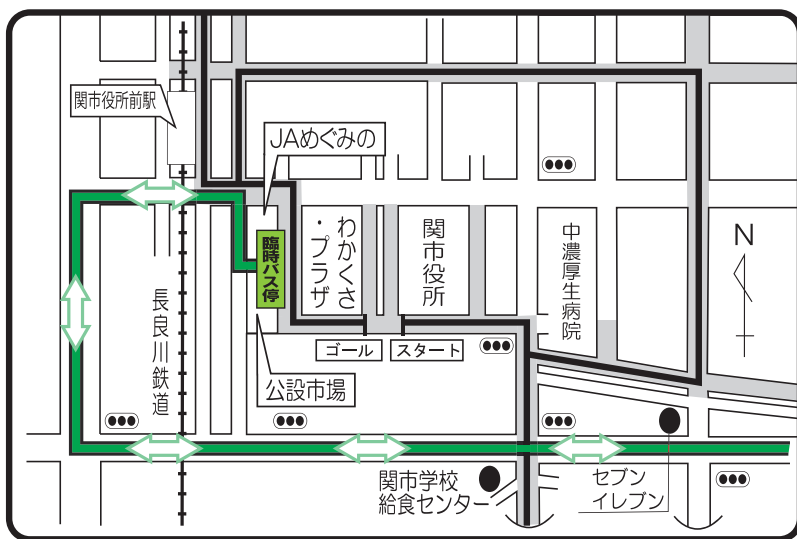 関市役所前駅
JAめぐみの
N
わかくさ
・プラザ
関市役所
中濃厚生病院
臨時バス停
長良川鉄道
ゴール
スタート
公設市場
関市学校
給食センター
セブン
イレブン